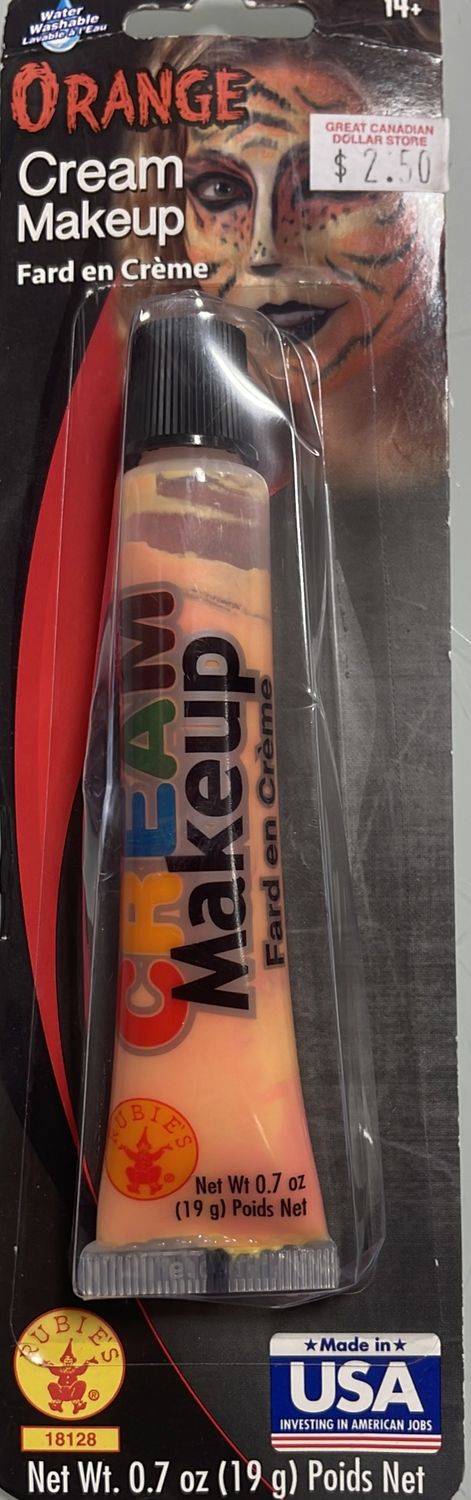 Water
Washable
Lavable à l'Eau
14+
ORANGE
GREAT CANADIAN
DOLLAR STORE
$ 2.50
Cream
Makeup
Fard en Crème
CREAM
Makeup
Fard en Crème
RUBIE'S
®
Net Wt 0.7 oz
(19 g) Poids Net
RUBIE'S
®
18128
Made in
USA
INVESTING IN AMERICAN JOBS
Net Wt. 0.7 oz (19 g) Poids Net